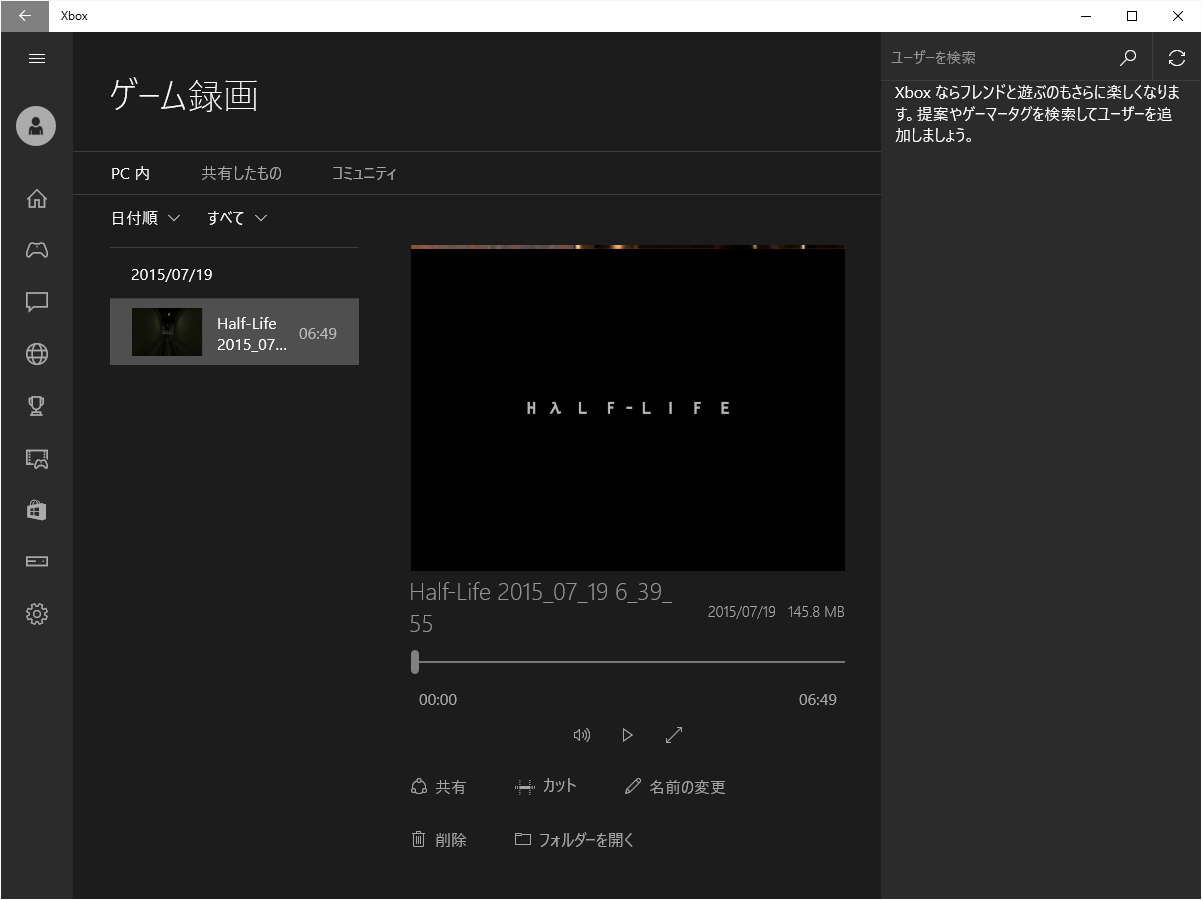 Xbox
ゲーム録画
ユーザーを検索
Xbox ならフレンドと遊ぶのもさらに楽しくなりま
す。提案やゲーマータグを検索してユーザーを追
加しましょう。
PC 内 共有したもの コミュニティ
日付順 すべて
2015/07/19
Half-Life
2015_07...
06:49
HλLF-LIFE
Half-Life 2015_07_19 6_39_
55
2015/07/19 145.8 MB
00:00 06:49
共有 カット 名前の変更
削除 フォルダーを開く